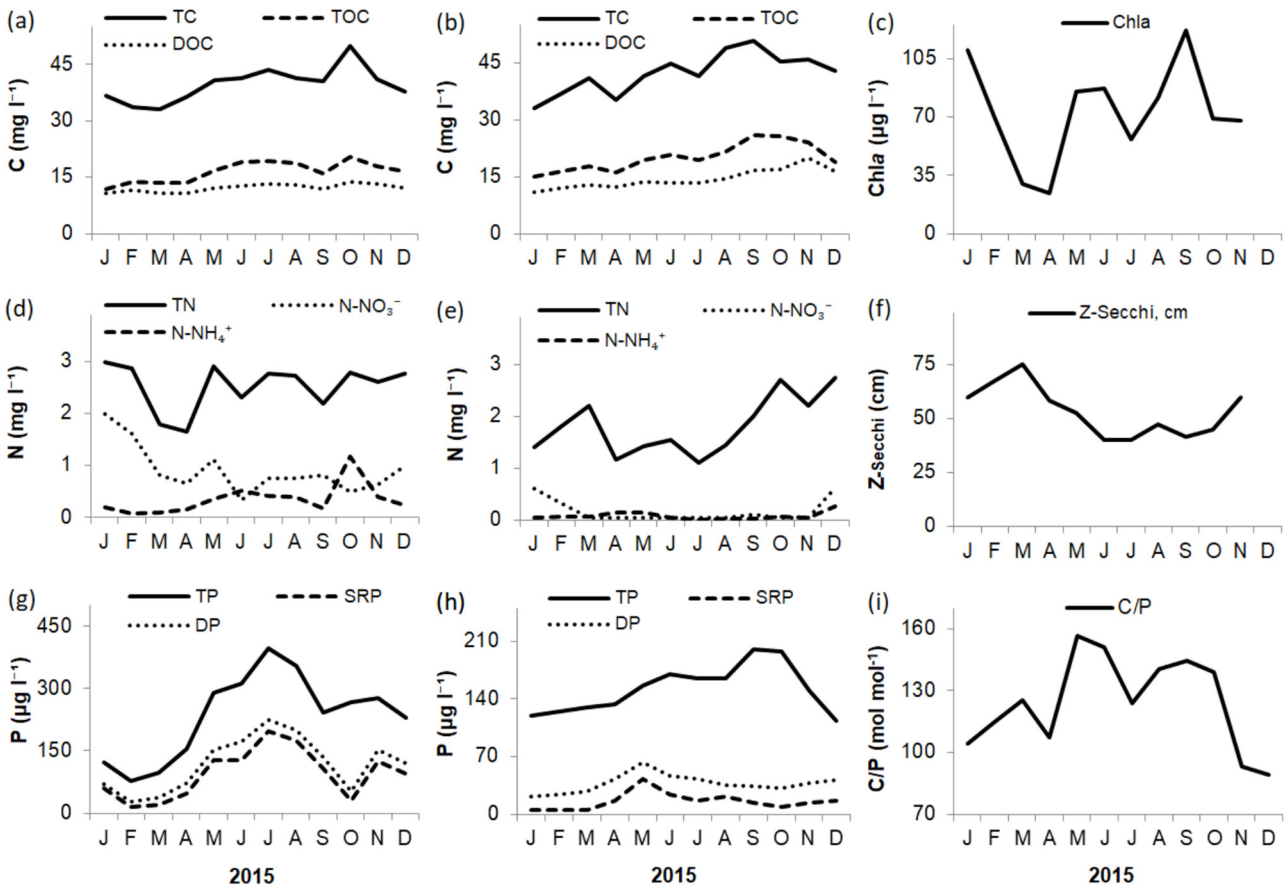 (a) TC TOC
DOC
45
30
15
0
C (mg l⁻¹)
J F M A M J J A S O N D
(b) TC TOC
DOC
45
30
15
0
C (mg l⁻¹)
J F M A M J J A S O N D
(c) Chla
105
70
35
0
Chla (µg l⁻¹)
J F M A M J J A S O N D
(d) TN N-NO₃⁻
N-NH₄⁺
3
2
1
0
N (mg l⁻¹)
J F M A M J J A S O N D
(e) TN N-NO₃⁻
N-NH₄⁺
3
2
1
0
N (mg l⁻¹)
J F M A M J J A S O N D
(f) Z-Secchi, cm
75
50
25
0
Z-Secchi (cm)
J F M A M J J A S O N D
(g) TP SRP
DP
450
300
150
0
P (µg l⁻¹)
J F M A M J J A S O N D
2015
(h) TP SRP
DP
210
140
70
0
P (µg l⁻¹)
J F M A M J J A S O N D
2015
(i) C/P
160
130
100
70
C/P (mol mol⁻¹)
J F M A M J J A S O N D
2015